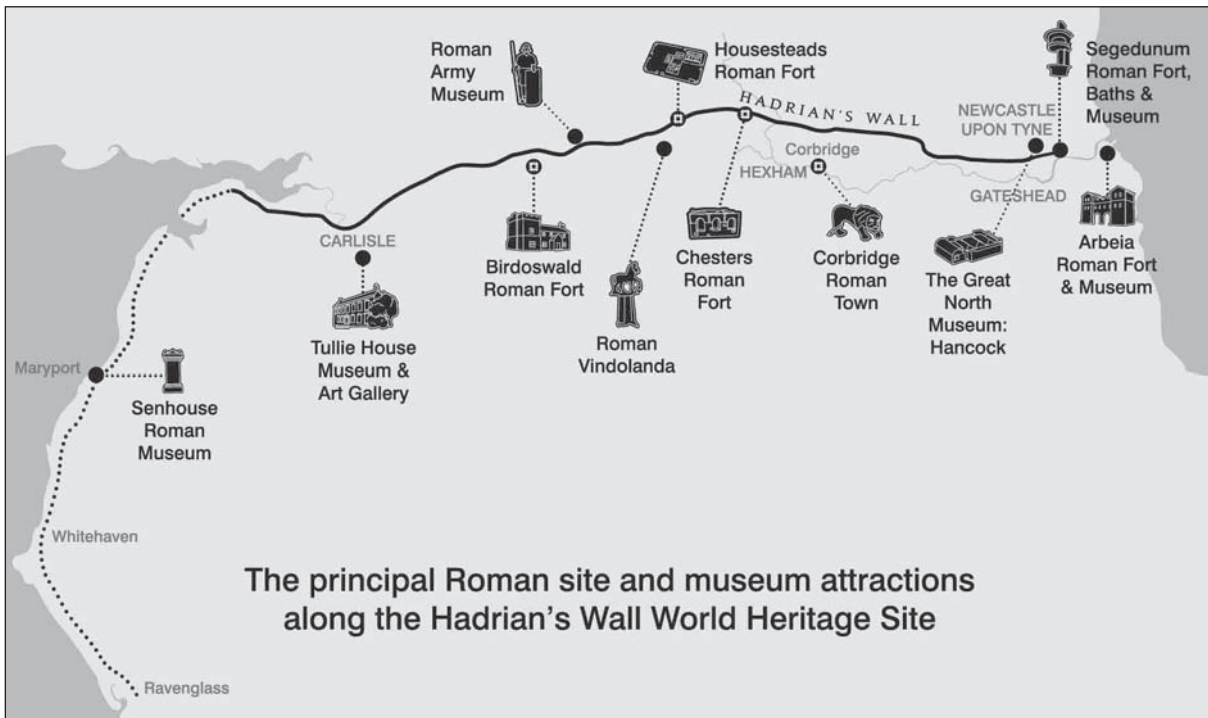 Roman
Army
Museum
Housesteads
Roman Fort
HADRIAN'S WALL
NEWCASTLE
UPON TYNE
Segedunum
Roman Fort,
Baths &
Museum
Corbridge
HEXHAM
GATESHEAD
CARLISLE
Birdoswald
Roman Fort
Chesters
Roman
Fort
Corbridge
Roman
Town
The Great
North
Museum:
Hancock
Arbeia
Roman Fort
& Museum
Tullie House
Museum &
Art Gallery
Roman
Vindolanda
Maryport
Senhouse
Roman
Museum
Whitehaven
The principal Roman site and museum attractions
along the Hadrian's Wall World Heritage Site
Ravenglass